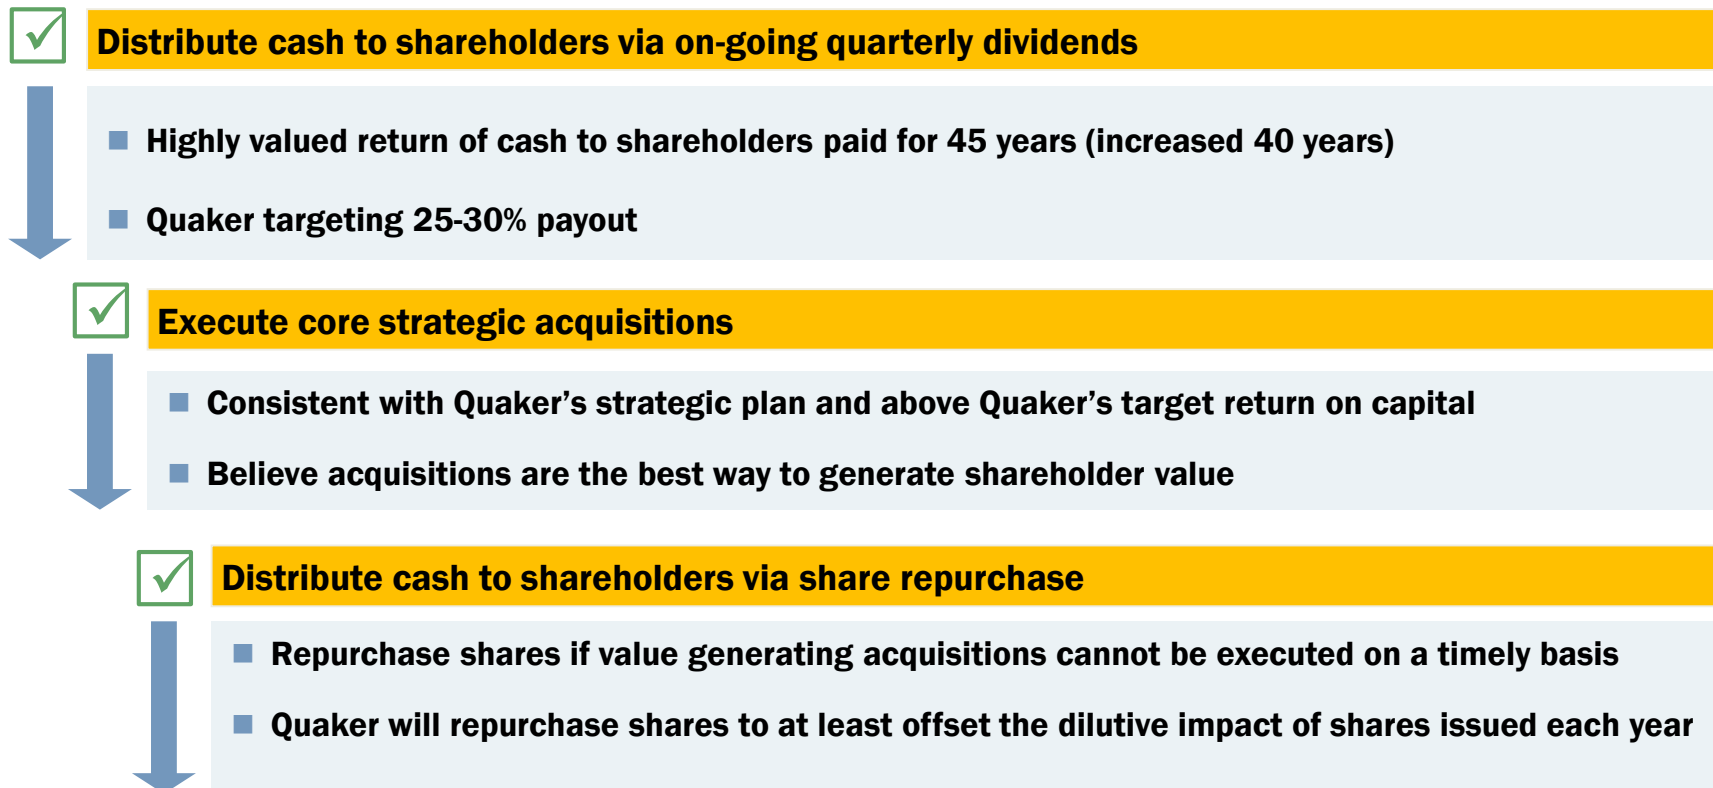 Distribute cash to shareholders via on-going quarterly dividends
Highly valued return of cash to shareholders paid for 45 years (increased 40 years)
Quaker targeting 25-30% payout
Execute core strategic acquisitions
Consistent with Quaker’s strategic plan and above Quaker’s target return on capital
Believe acquisitions are the best way to generate shareholder value
Distribute cash to shareholders via share repurchase
Repurchase shares if value generating acquisitions cannot be executed on a timely basis
Quaker will repurchase shares to at least offset the dilutive impact of shares issued each year